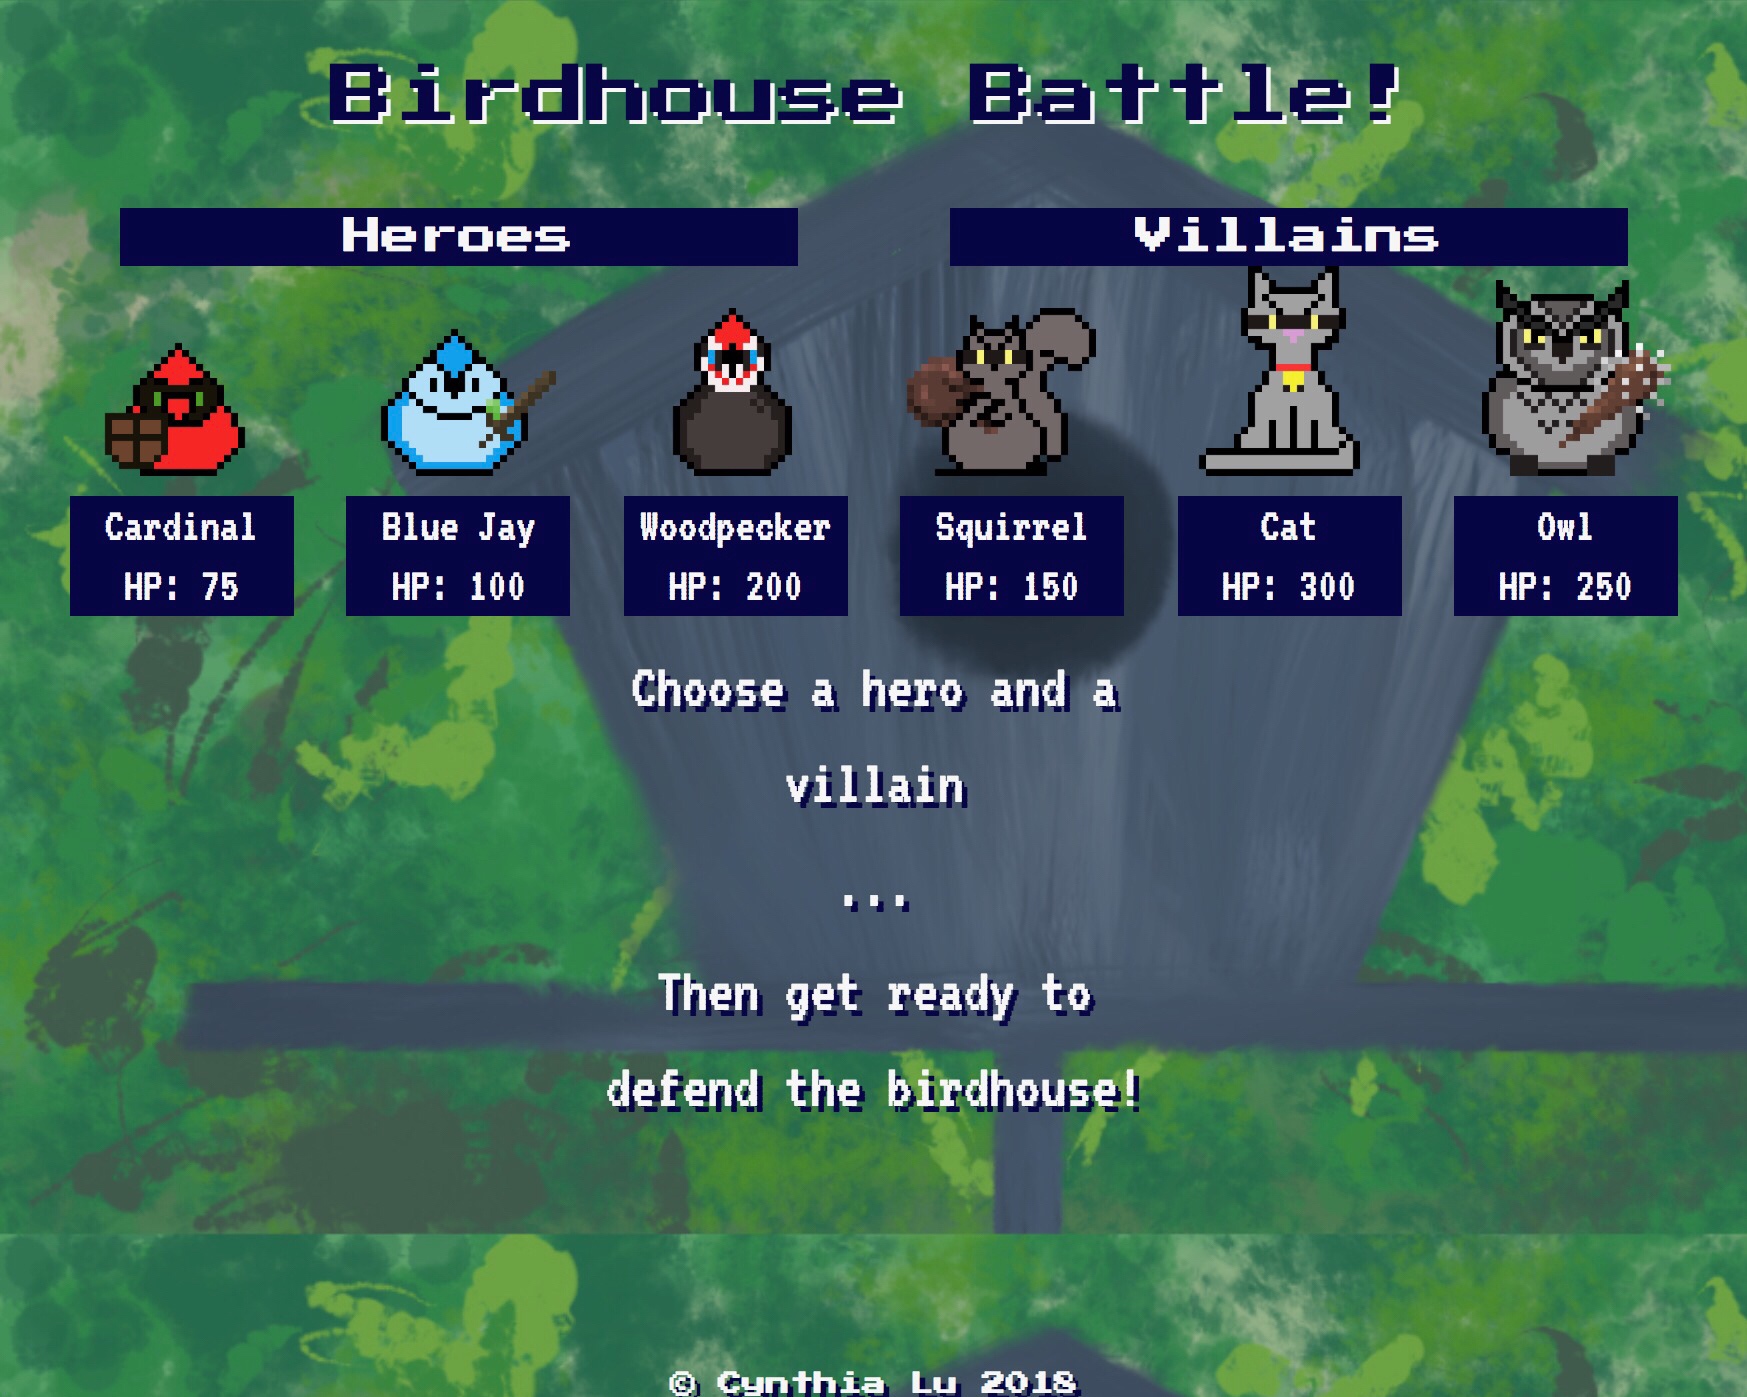 Birdhouse Battle!
Heroes
Villains
Cardinal
HP: 75
Blue Jay
HP: 100
Woodpecker
HP: 200
Squirrel
HP: 150
Cat
HP: 300
Owl
HP: 250
Choose a hero and a
villain
...
Then get ready to
defend the birdhouse!
© Cynthia Lu 2018